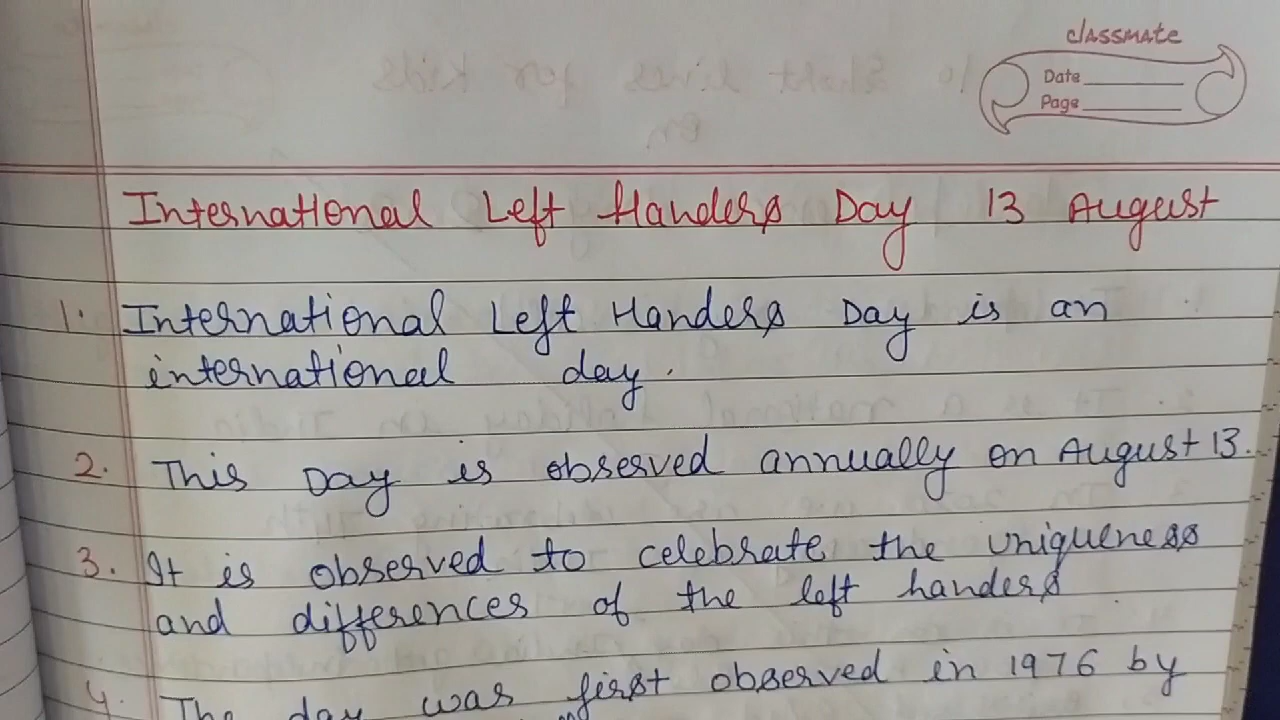 classmate
Date
Page
International Left Handers Day 13 August
1. International Left Handers Day is an
international day.
2. This Day is observed annually on August 13.
3. It is observed to celebrate the uniqueness
and differences of the left handers
4. The day was first observed in 1976 by